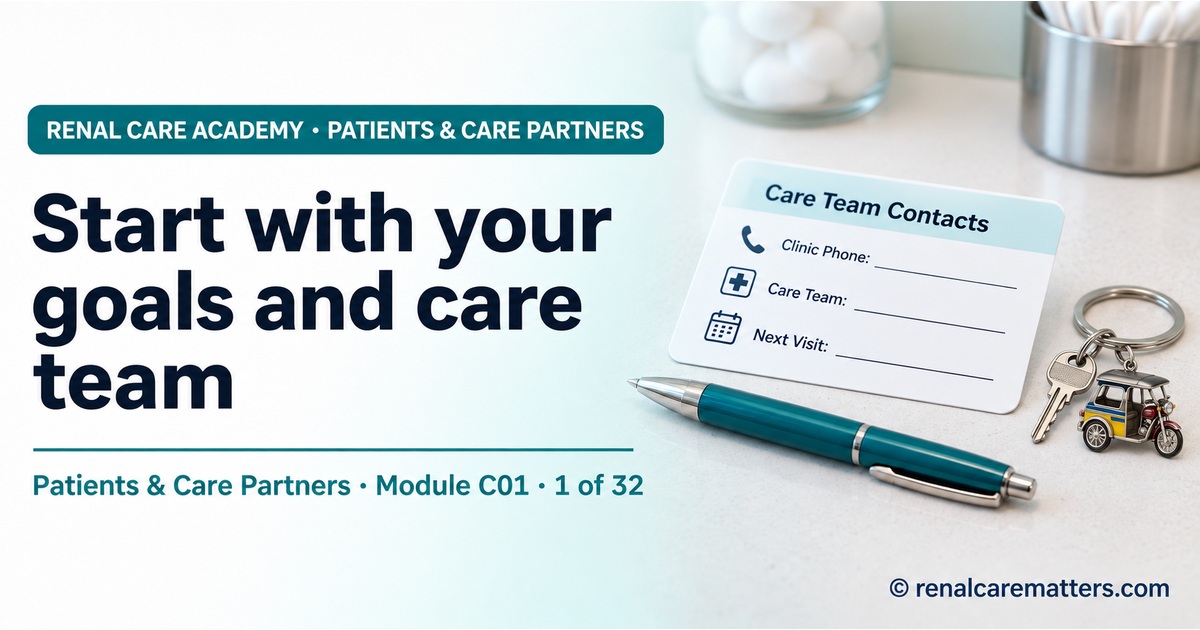 RENAL CARE ACADEMY • PATIENTS & CARE PARTNERS
Start with your
goals and care
team
Patients & Care Partners • Module C01 • 1 of 32
Care Team Contacts
Clinic Phone:
Care Team:
Next Visit:
© renalcarematters.com